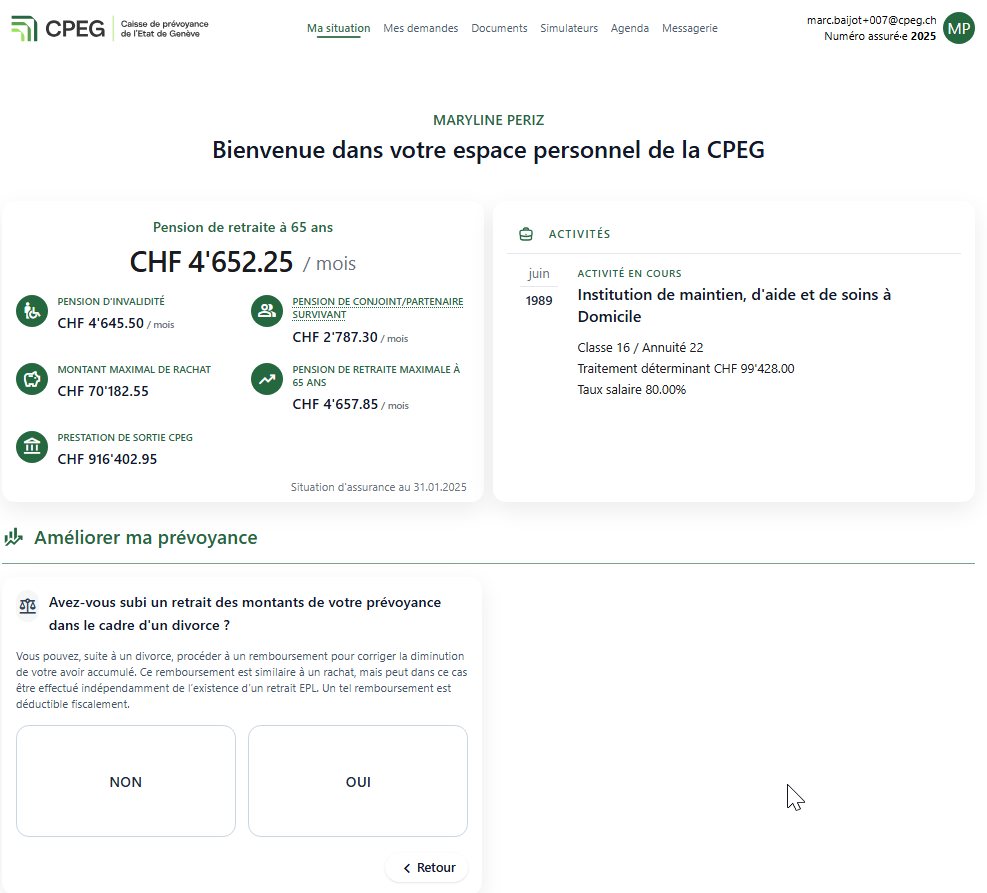 CPEG
Caisse de prévoyance
de l'Etat de Genève
Ma situation
Mes demandes
Documents
Simulateurs
Agenda
Messagerie
marc.baijot+007@cpeg.ch
Numéro assuré·e 2025
MP
MARYLINE PERIZ
Bienvenue dans votre espace personnel de la CPEG
Pension de retraite à 65 ans
CHF 4'652.25 / mois
PENSION D'INVALIDITÉ
CHF 4'645.50 / mois
PENSION DE CONJOINT/PARTENAIRE
SURVIVANT
CHF 2'787.30 / mois
MONTANT MAXIMAL DE RACHAT
CHF 70'182.55
PENSION DE RETRAITE MAXIMALE À
65 ANS
CHF 4'657.85 / mois
PRESTATION DE SORTIE CPEG
CHF 916'402.95
Situation d'assurance au 31.01.2025
ACTIVITÉS
juin
1989
ACTIVITÉ EN COURS
Institution de maintien, d'aide et de soins à
Domicile
Classe 16 / Annuité 22
Traitement déterminant CHF 99'428.00
Taux salaire 80.00%
Améliorer ma prévoyance
Avez-vous subi un retrait des montants de votre prévoyance
dans le cadre d'un divorce ?
Vous pouvez, suite à un divorce, procéder à un remboursement pour corriger la diminution
de votre avoir accumulé. Ce remboursement est similaire à un rachat, mais peut dans ce cas
être effectué indépendamment de l'existence d'un retrait EPL. Un tel remboursement est
déductible fiscalement.
NON
OUI
Retour